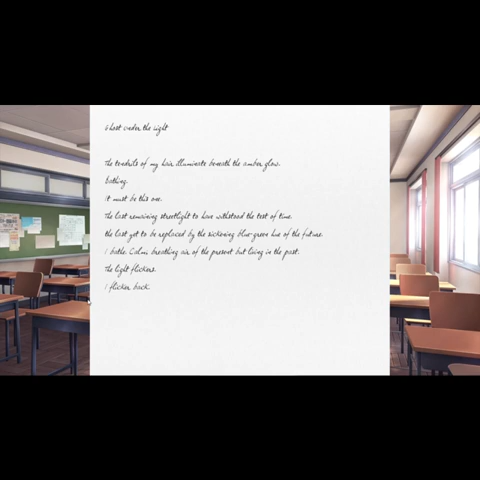 Ghost under the Light
The tendrils of my hair illuminate beneath the amber glow.
Bathing.
It must be this one.
The last remaining streetlight to have withstood the test of time.
the last yet to be replaced by the sickening blue-green hue of the future.
I bathe. Calm; breathing air of the present but living in the past.
The light flickers.
I flicker back.